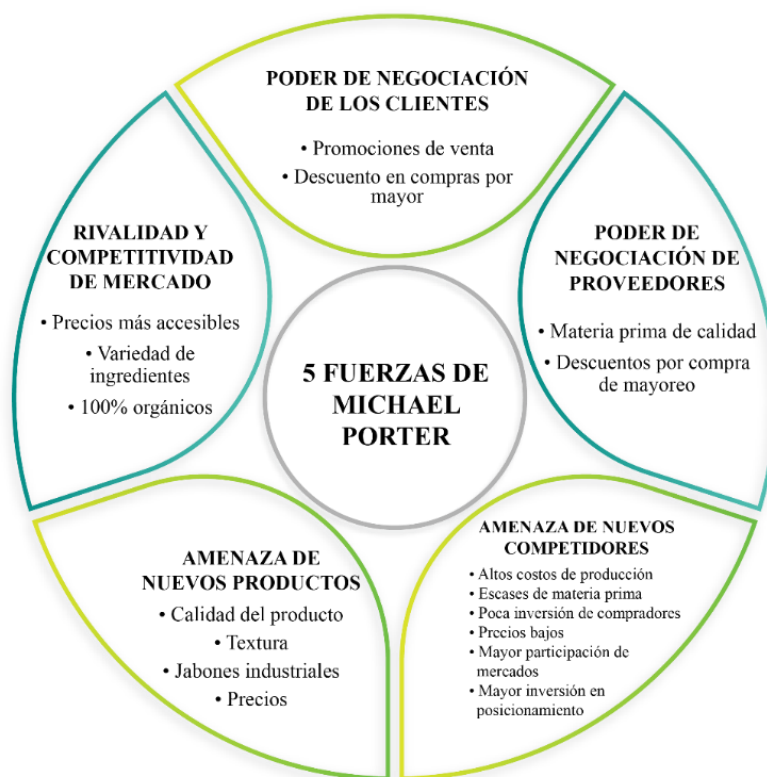 PODER DE NEGOCIACIÓN
DE LOS CLIENTES
• Promociones de venta
• Descuento en compras por
mayor
PODER DE
NEGOCIACIÓN DE
PROVEEDORES
• Materia prima de calidad
• Descuentos por compra
de mayoreo
AMENAZA DE NUEVOS
COMPETIDORES
• Altos costos de producción
• Escases de materia prima
• Poca inversión de compradores
• Precios bajos
• Mayor participación de
mercados
• Mayor inversión en
posicionamiento
AMENAZA DE
NUEVOS PRODUCTOS
• Calidad del producto
• Textura
• Jabones industriales
• Precios
RIVALIDAD Y
COMPETITIVIDAD
DE MERCADO
• Precios más accesibles
• Variedad de
ingredientes
• 100% orgánicos
5 FUERZAS DE
MICHAEL
PORTER